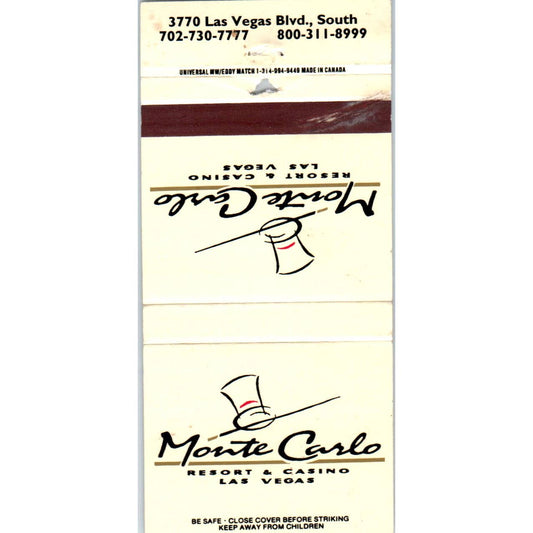 3770 Las Vegas Blvd., South
702-730-7777 800-311-8999
UNIVERSAL WW/EDDY MATCH 1-314-994-9449 MADE IN CANADA
Monte Carlo
RESORT & CASINO
LAS VEGAS
Monte Carlo
RESORT & CASINO
LAS VEGAS
BE SAFE - CLOSE COVER BEFORE STRIKING
KEEP AWAY FROM CHILDREN